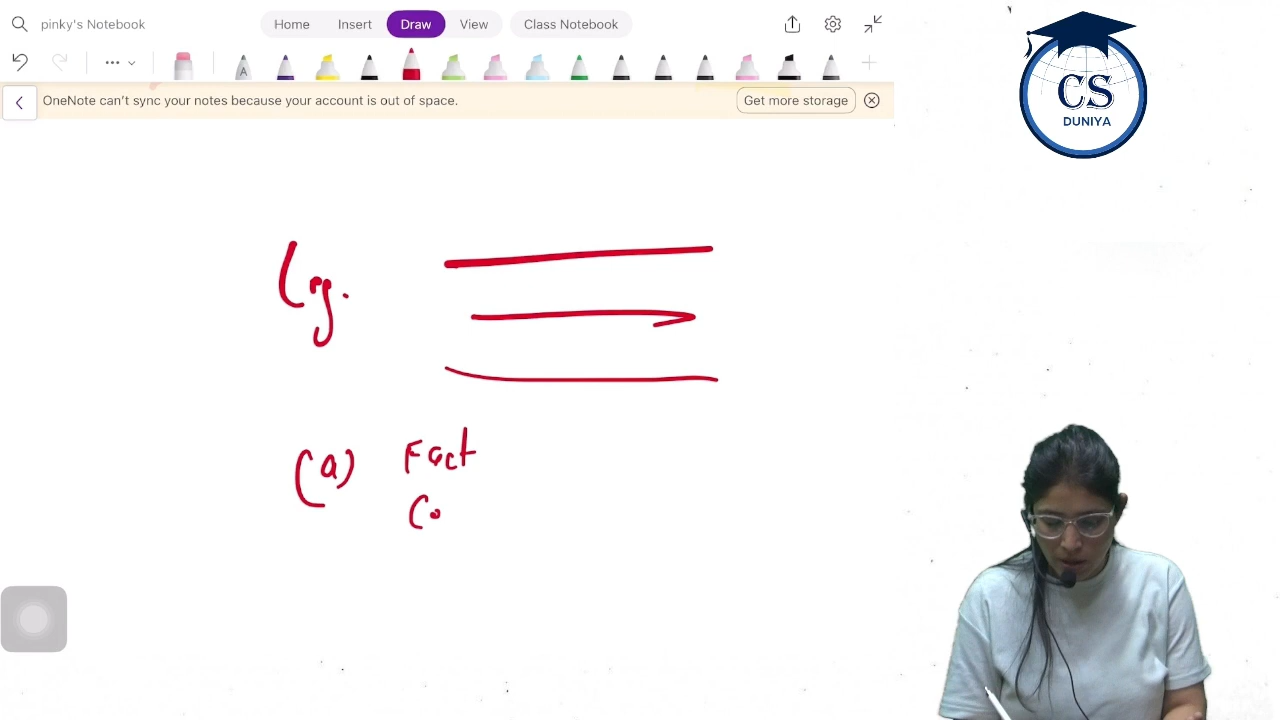 pinky's Notebook
Home Insert Draw View Class Notebook
A
OneNote can't sync your notes because your account is out of space.
Get more storage
CS
DUNIYA
(a) Fact
Co